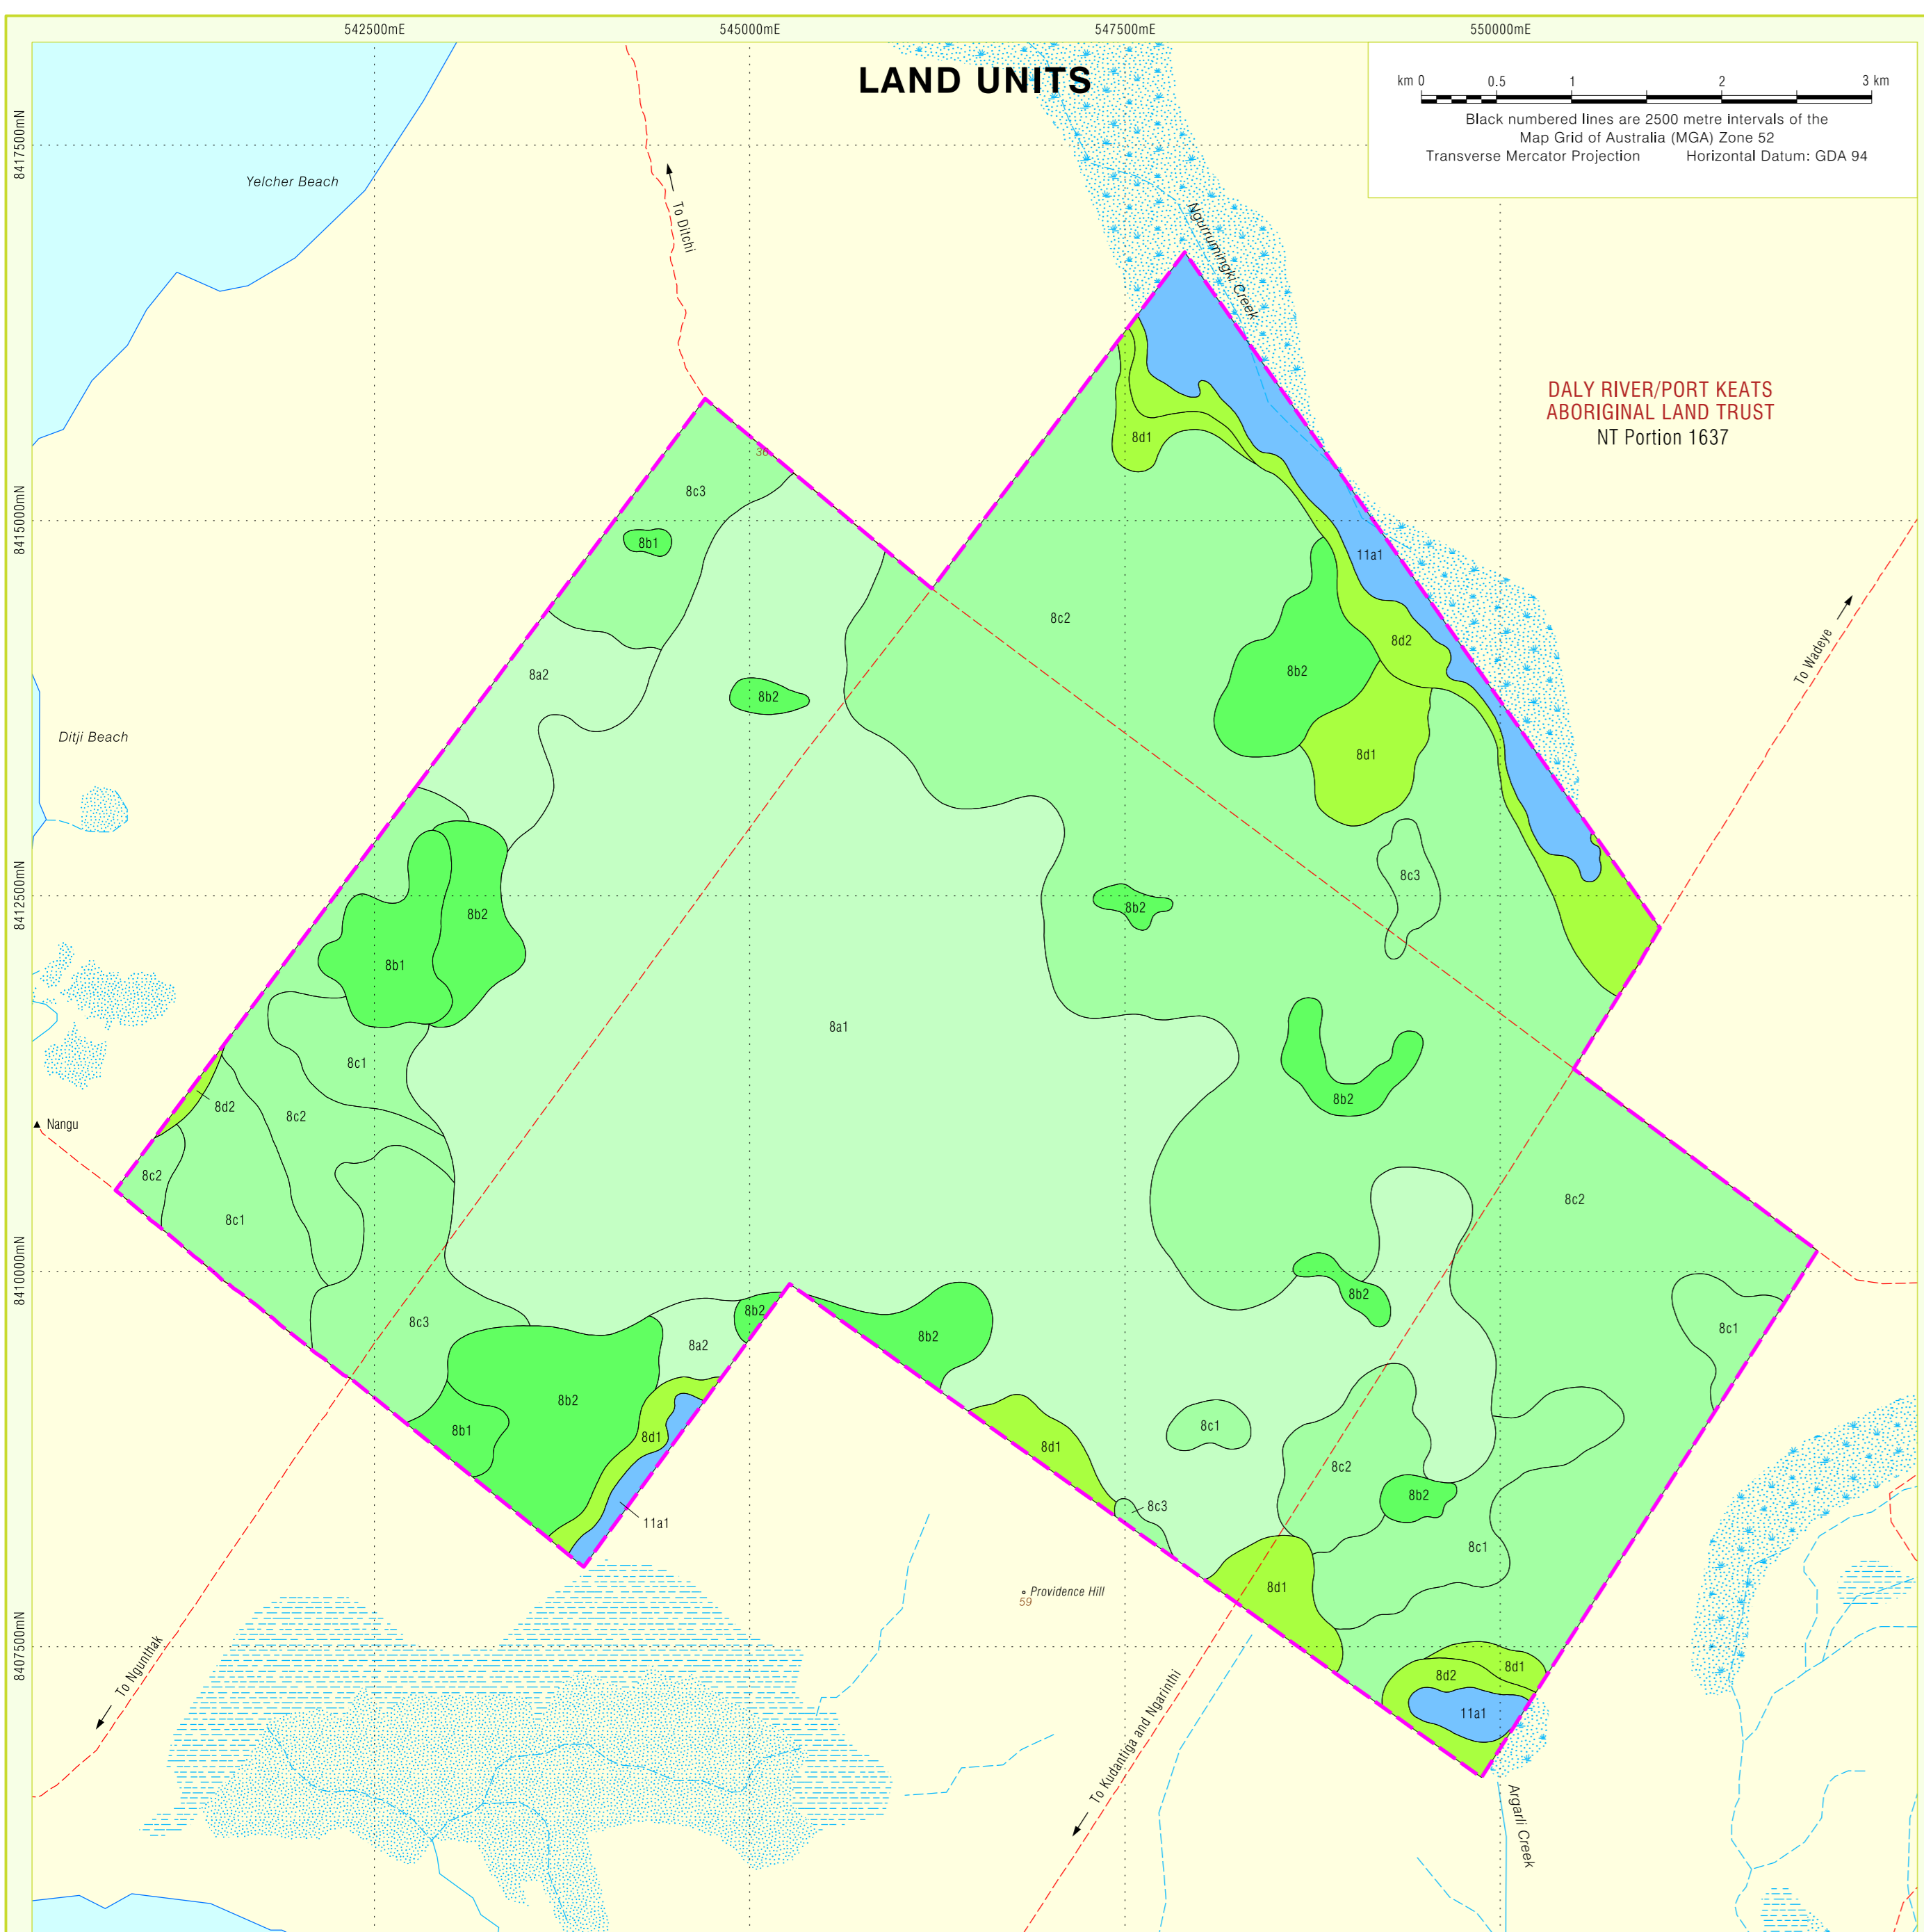 542500mE
545000mE
547500mE
550000mE
LAND UNITS
km 0
0.5
1
2
3 km
Black numbered lines are 2500 metre intervals of the
Map Grid of Australia (MGA) Zone 52
Transverse Mercator Projection
Horizontal Datum: GDA 94
8417500mN
Yelcher Beach
To Ditchi
Ngurrumingki Creek
DALY RIVER/PORT KEATS
ABORIGINAL LAND TRUST
NT Portion 1637
8d1
8c3
8415000mN
8b1
11a1
8c2
8d2
To Wadeye
8a2
8b2
8b2
Ditji Beach
8d1
8c3
8412500mN
8b2
8b2
8b1
8a1
8c1
8b2
8d2
8c2
Nangu
8c2
8c2
8c1
8410000mN
8b2
8b2
8c3
8c1
8b2
8a2
8b2
8c1
8b1
8d1
8d1
8c2
8b2
8c3
11a1
8c1
8d1
Providence Hill
59
8407500mN
To Ngunthak
8d1
8d2
11a1
To Kudantiga and Ngarinthi
Argarli Creek